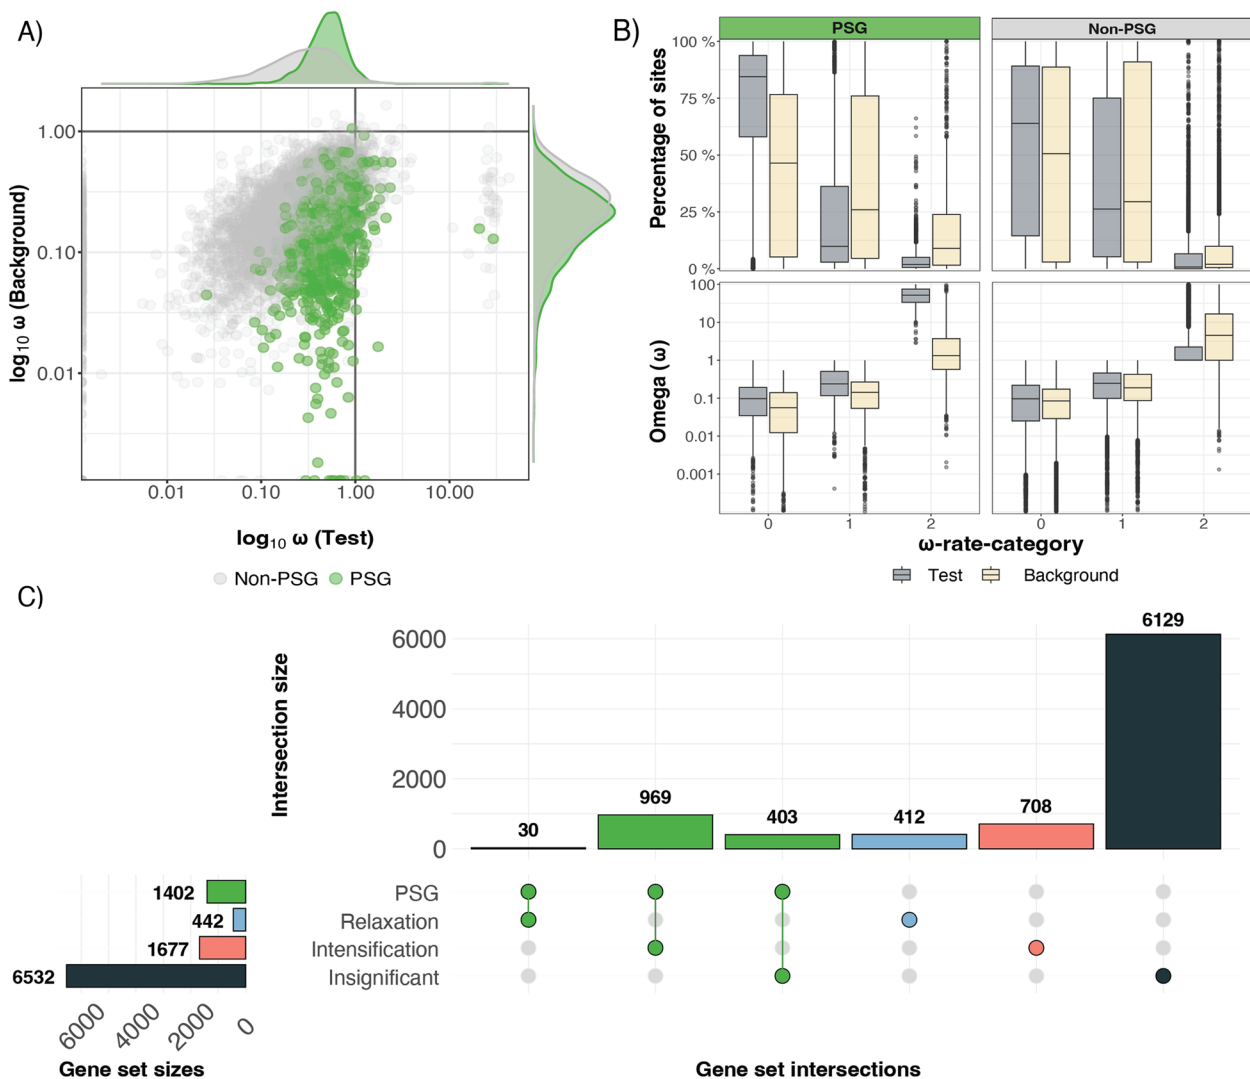 A)
1.00
0.10
0.01
log₁₀ ω (Background)
0.01 0.10 1.00 10.00
log₁₀ ω (Test)
Non-PSG PSG
B)
PSG Non-PSG
100 %
75 %
50 %
25 %
0 %
Percentage of sites
100
10
1
0.1
0.01
0.001
Omega (ω)
0 1 2 0 1 2
ω-rate-category
Test Background
C)
Intersection size
6000
4000
2000
0
30 969 403 412 708 6129
PSG
Relaxation
Intensification
Insignificant
1402
442
1677
6532
6000 4000 2000 0
Gene set sizes
Gene set intersections